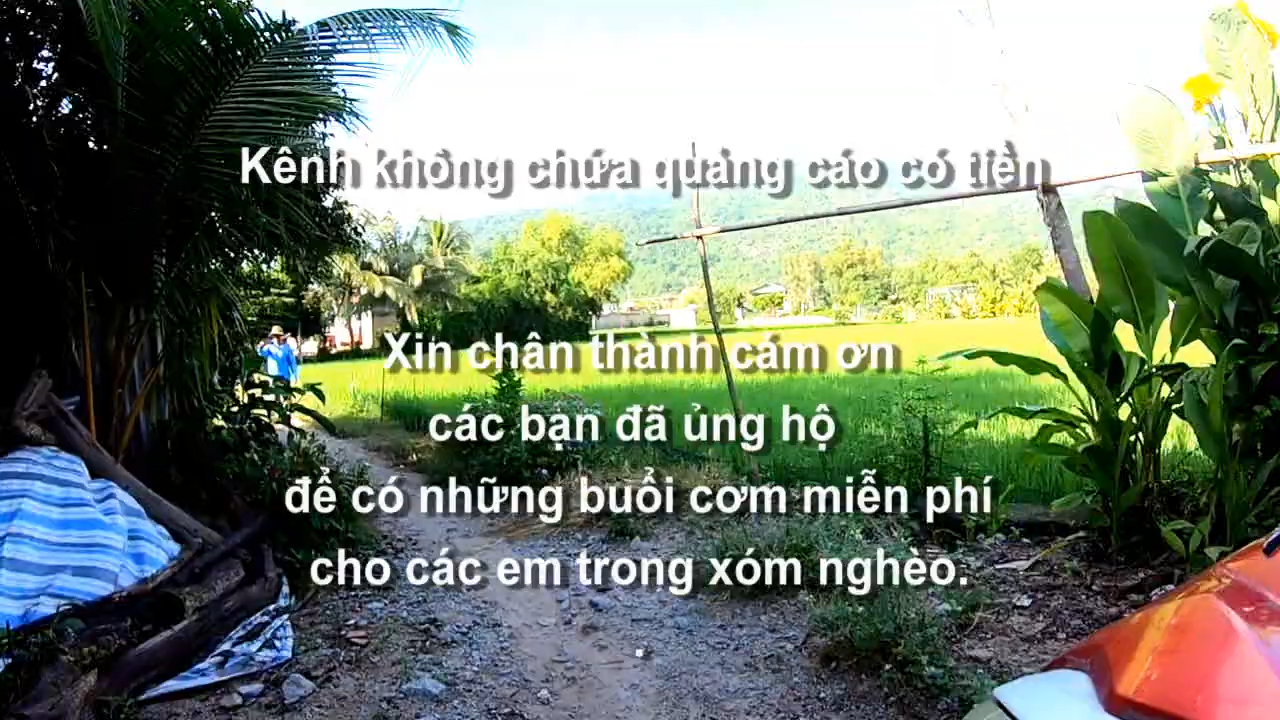 Kênh không chứa quảng cáo có tiền
Xin chân thành cám ơn
các bạn đã ủng hộ
để có những buổi cơm miễn phí
cho các em trong xóm nghèo.